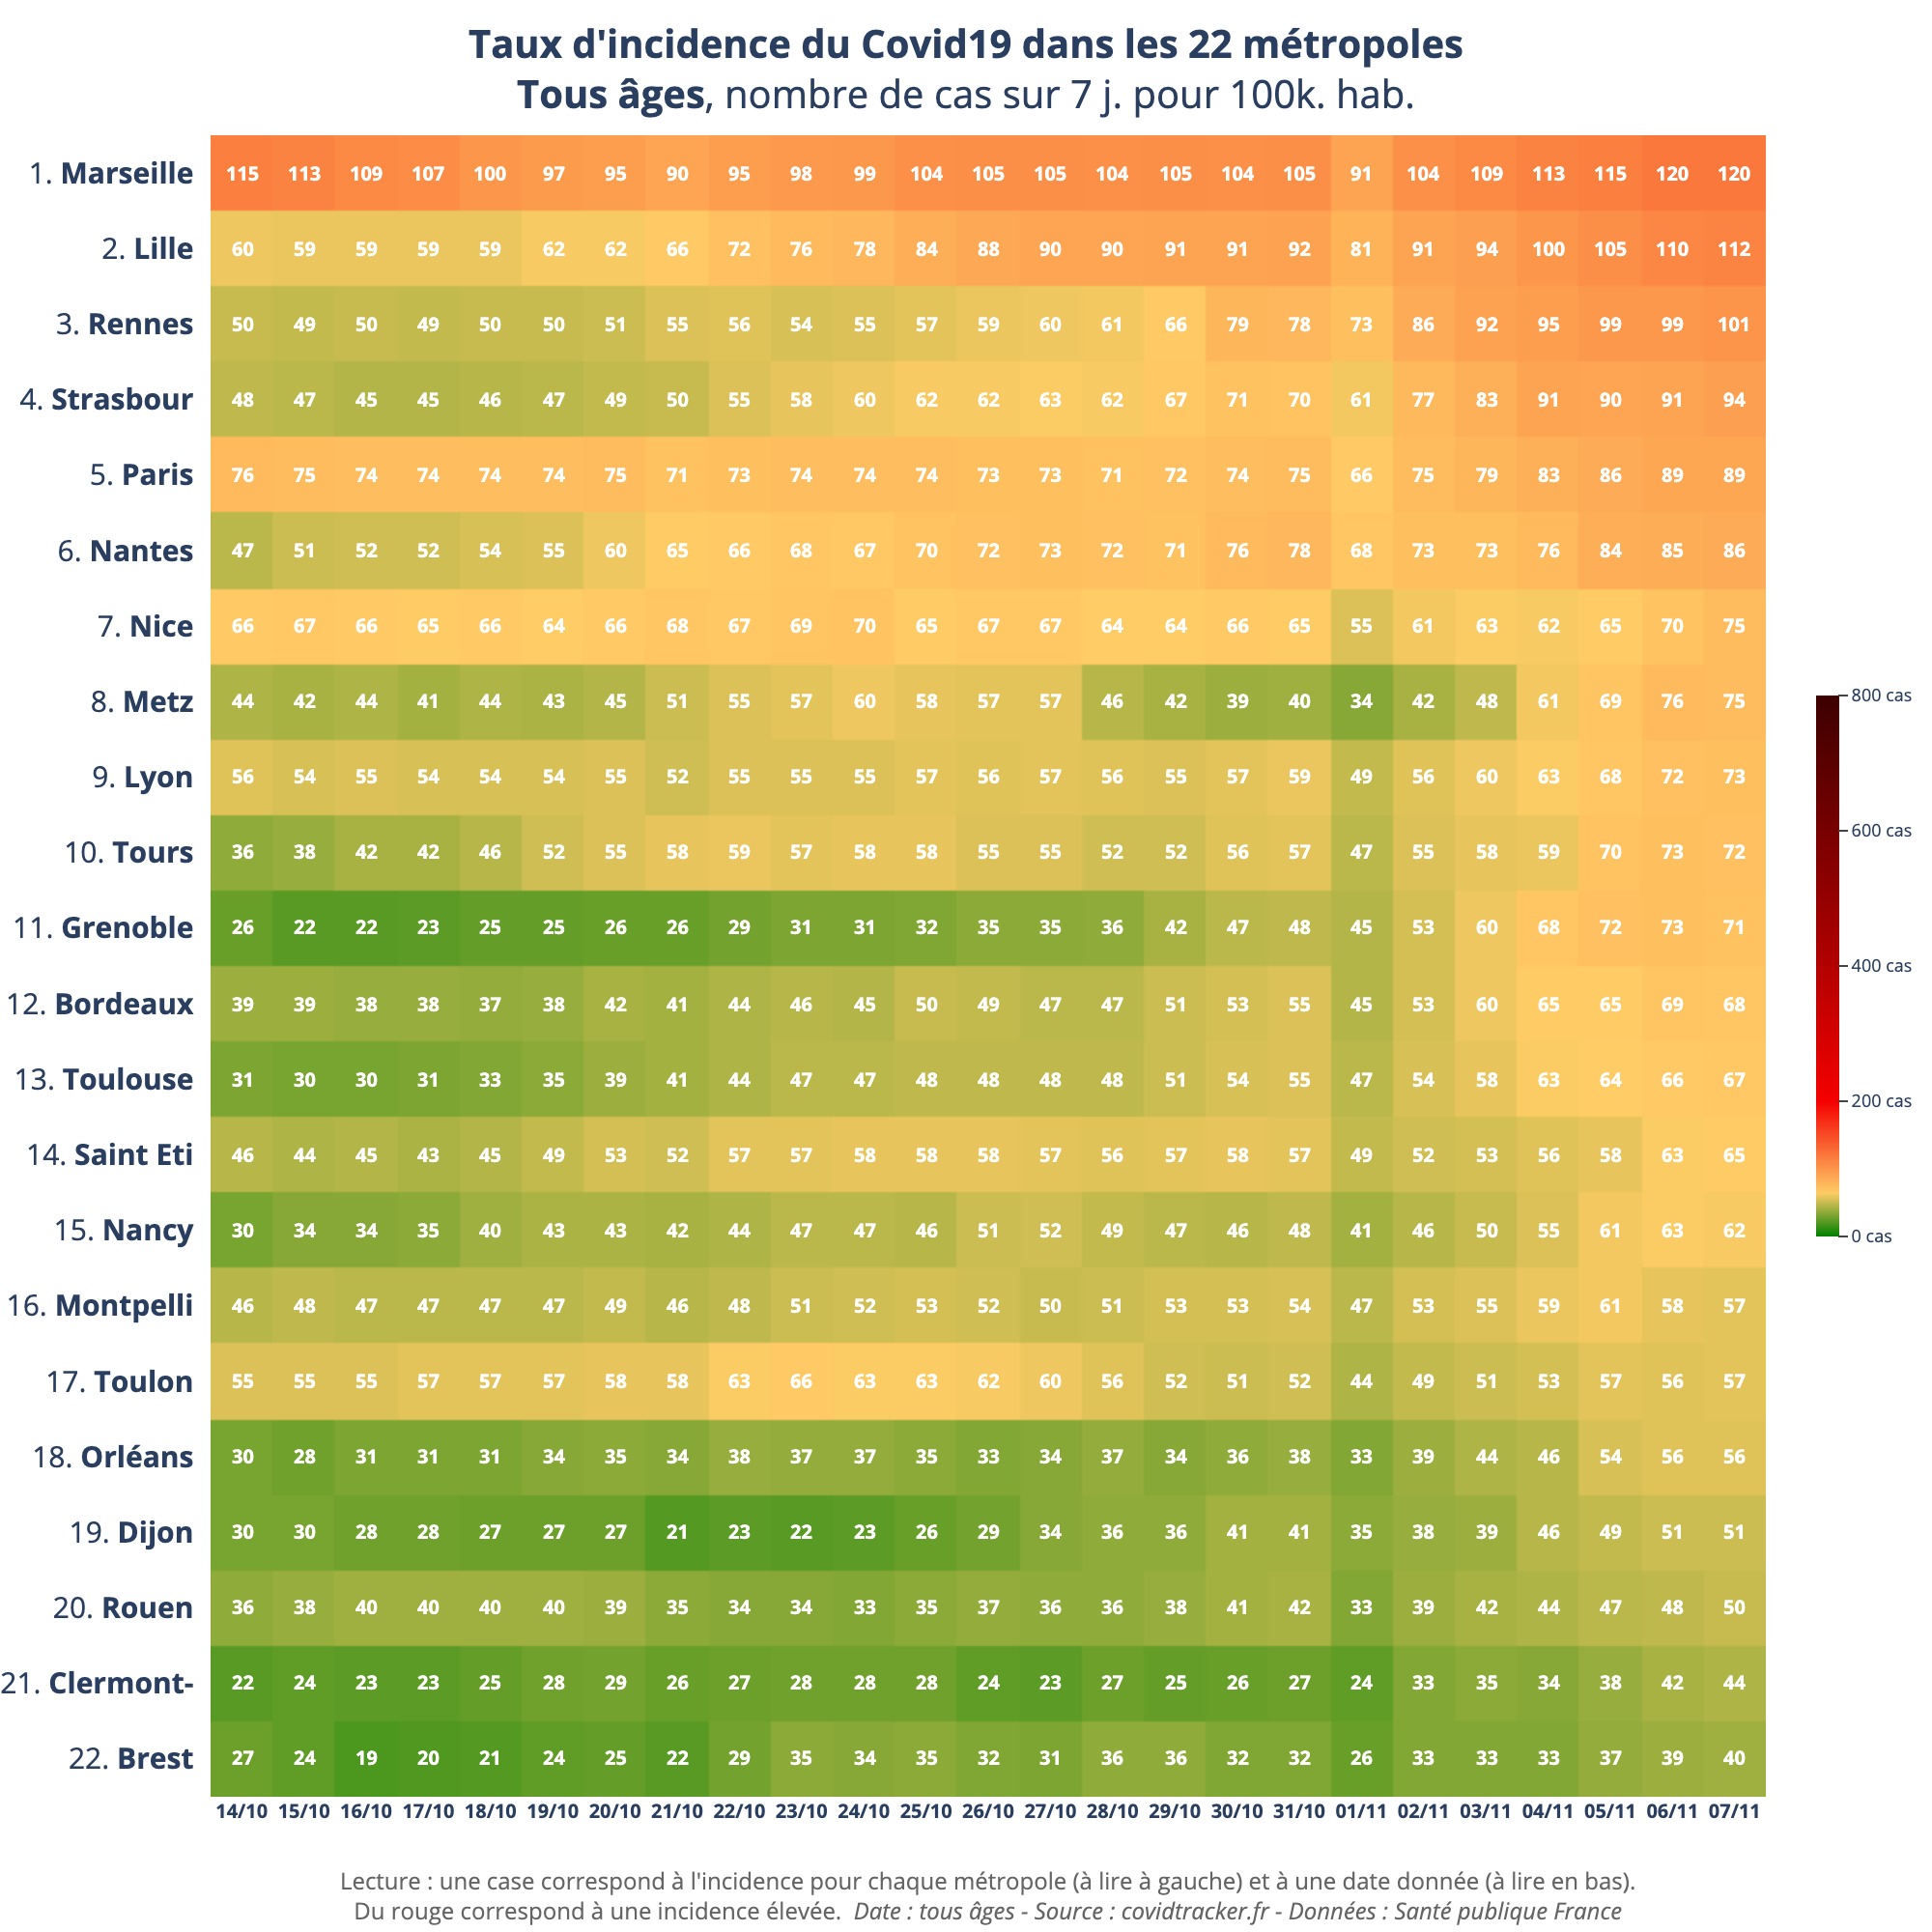 Taux d'incidence du Covid19 dans les 22 métropoles
Tous âges, nombre de cas sur 7 j. pour 100k. hab.
1. Marseille 115 113 109 107 100 97 95 90 95 98 99 104 105 105 104 105 104 105 91 104 109 113 115 120 120
2. Lille 60 59 59 59 59 62 62 66 72 76 78 84 88 90 90 91 91 92 81 91 94 100 105 110 112
3. Rennes 50 49 50 49 50 50 51 55 56 54 55 57 59 60 61 66 79 78 73 86 92 95 99 99 101
4. Strasbour 48 47 45 45 46 47 49 50 55 58 60 62 62 63 62 67 71 70 61 77 83 91 90 91 94
5. Paris 76 75 74 74 74 74 75 71 73 74 74 74 73 73 71 72 74 75 66 75 79 83 86 89 89
6. Nantes 47 51 52 52 54 55 60 65 66 68 67 70 72 73 72 71 76 78 68 73 73 76 84 85 86
7. Nice 66 67 66 65 66 64 66 68 67 69 70 65 67 67 64 64 66 65 55 61 63 62 65 70 75
8. Metz 44 42 44 41 44 43 45 51 55 57 60 58 57 57 46 42 39 40 34 42 48 61 69 76 75
9. Lyon 56 54 55 54 54 54 55 52 55 55 55 57 56 57 56 55 57 59 49 56 60 63 68 72 73
10. Tours 36 38 42 42 46 52 55 58 59 57 58 58 55 55 52 52 56 57 47 55 58 59 70 73 72
11. Grenoble 26 22 22 23 25 25 26 26 29 31 31 32 35 35 36 42 47 48 45 53 60 68 72 73 71
12. Bordeaux 39 39 38 38 37 38 42 41 44 46 45 50 49 47 47 51 53 55 45 53 60 65 65 69 68
13. Toulouse 31 30 30 31 33 35 39 41 44 47 47 48 48 48 48 51 54 55 47 54 58 63 64 66 67
14. Saint Eti 46 44 45 43 45 49 53 52 57 57 58 58 58 57 56 57 58 57 49 52 53 56 58 63 65
15. Nancy 30 34 34 35 40 43 43 42 44 47 47 46 51 52 49 47 46 48 41 46 50 55 61 63 62
16. Montpelli 46 48 47 47 47 47 49 46 48 51 52 53 52 50 51 53 53 54 47 53 55 59 61 58 57
17. Toulon 55 55 55 57 57 57 58 58 63 66 63 63 62 60 56 52 51 52 44 49 51 53 57 56 57
18. Orléans 30 28 31 31 31 34 35 34 38 37 37 35 33 34 37 34 36 38 33 39 44 46 54 56 56
19. Dijon 30 30 28 28 27 27 27 21 23 22 23 26 29 34 36 36 41 41 35 38 39 46 49 51 51
20. Rouen 36 38 40 40 40 40 39 35 34 34 33 35 37 36 36 38 41 42 33 39 42 44 47 48 50
21. Clermont- 22 24 23 23 25 28 29 26 27 28 28 28 24 23 27 25 26 27 24 33 35 34 38 42 44
22. Brest 27 24 19 20 21 24 25 22 29 35 34 35 32 31 36 36 32 32 26 33 33 33 37 39 40
14/10 15/10 16/10 17/10 18/10 19/10 20/10 21/10 22/10 23/10 24/10 25/10 26/10 27/10 28/10 29/10 30/10 31/10 01/11 02/11 03/11 04/11 05/11 06/11 07/11
800 cas
600 cas
400 cas
200 cas
0 cas
Lecture : une case correspond à l'incidence pour chaque métropole (à lire à gauche) et à une date donnée (à lire en bas).
Du rouge correspond à une incidence élevée. Date : tous âges - Source : covidtracker.fr - Données : Santé publique France